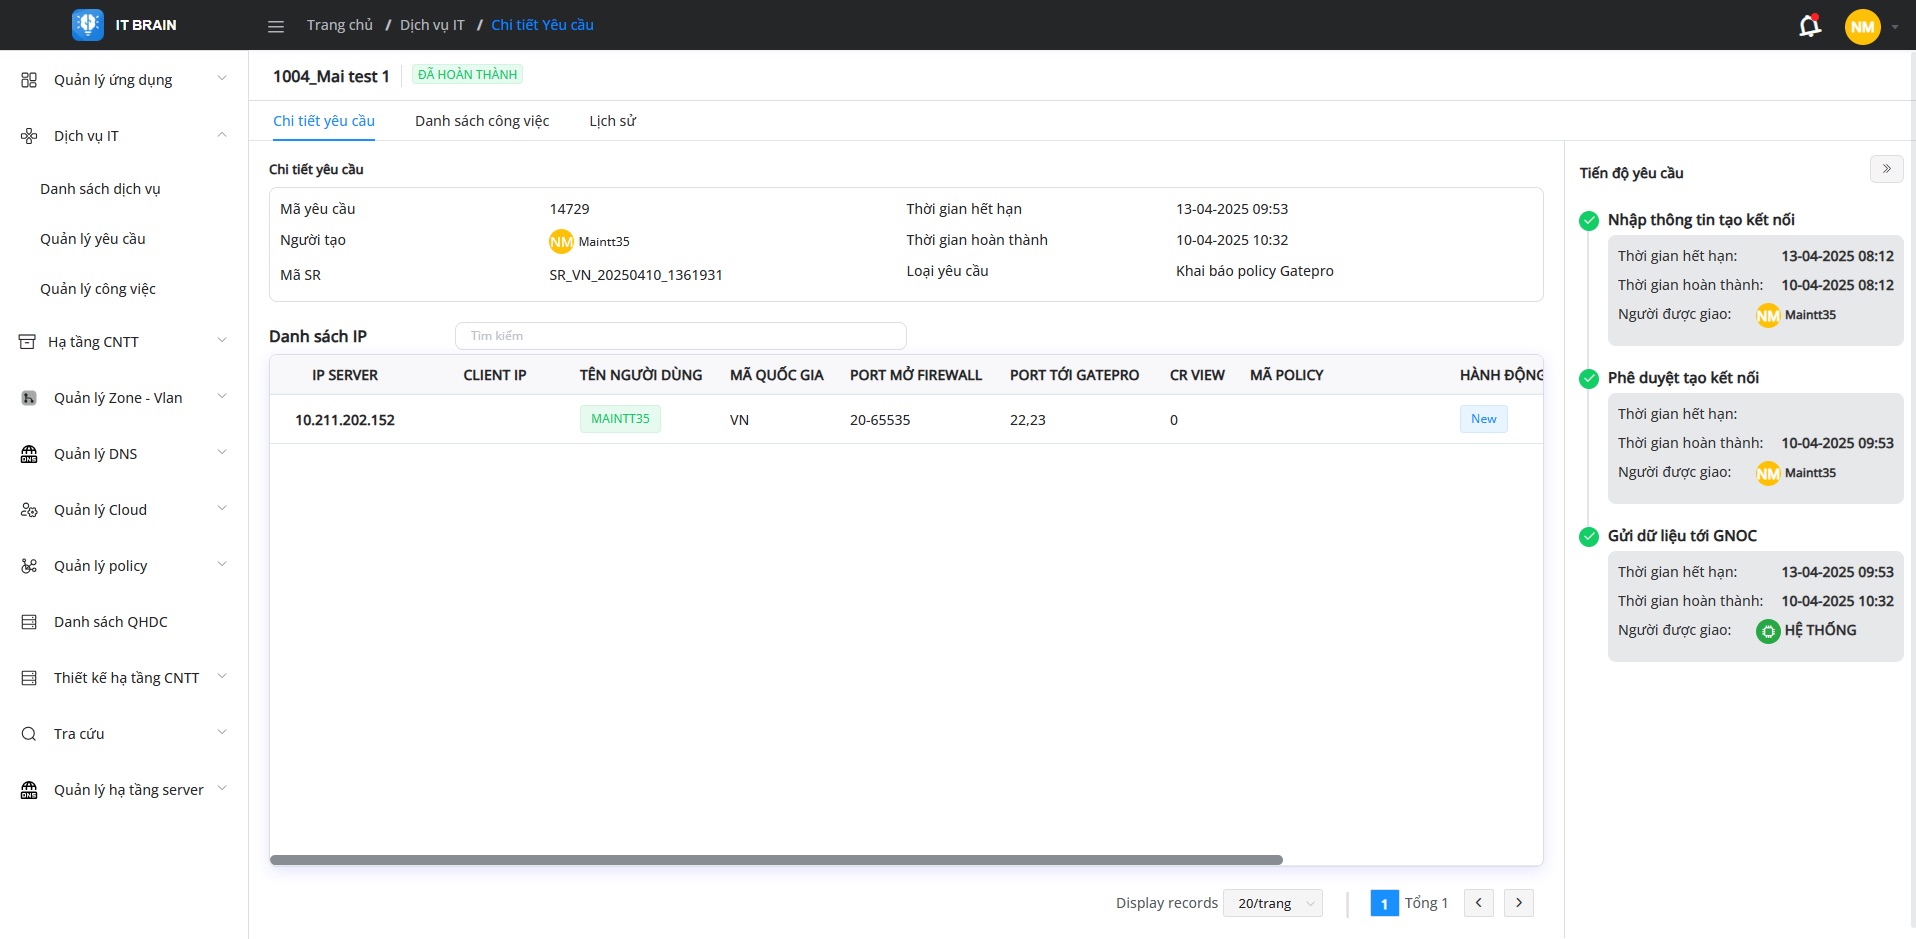 IT BRAIN
Trang chủ / Dịch vụ IT / Chi tiết Yêu cầu
NM
Quản lý ứng dụng
Dịch vụ IT
Danh sách dịch vụ
Quản lý yêu cầu
Quản lý công việc
Hạ tầng CNTT
Quản lý Zone - Vlan
Quản lý DNS
Quản lý Cloud
Quản lý policy
Danh sách QHDC
Thiết kế hạ tầng CNTT
Tra cứu
Quản lý hạ tầng server
1004_Mai test 1 ĐÃ HOÀN THÀNH
Chi tiết yêu cầu Danh sách công việc Lịch sử
Chi tiết yêu cầu
Mã yêu cầu 14729 Thời gian hết hạn 13-04-2025 09:53
Người tạo NM Maintt35 Thời gian hoàn thành 10-04-2025 10:32
Mã SR SR_VN_20250410_1361931 Loại yêu cầu Khai báo policy Gatepro
Danh sách IP Tìm kiếm
IP SERVER CLIENT IP TÊN NGƯỜI DÙNG MÃ QUỐC GIA PORT MỞ FIREWALL PORT TỚI GATEPRO CR VIEW MÃ POLICY HÀNH ĐỘNG
10.211.202.152 MAINTT35 VN 20-65535 22,23 0 New
Display records 20/trang 1 Tổng 1
Tiến độ yêu cầu
Nhập thông tin tạo kết nối
Thời gian hết hạn: 13-04-2025 08:12
Thời gian hoàn thành: 10-04-2025 08:12
Người được giao: NM Maintt35
Phê duyệt tạo kết nối
Thời gian hết hạn:
Thời gian hoàn thành: 10-04-2025 09:53
Người được giao: NM Maintt35
Gửi dữ liệu tới GNOC
Thời gian hết hạn: 13-04-2025 09:53
Thời gian hoàn thành: 10-04-2025 10:32
Người được giao: HỆ THỐNG